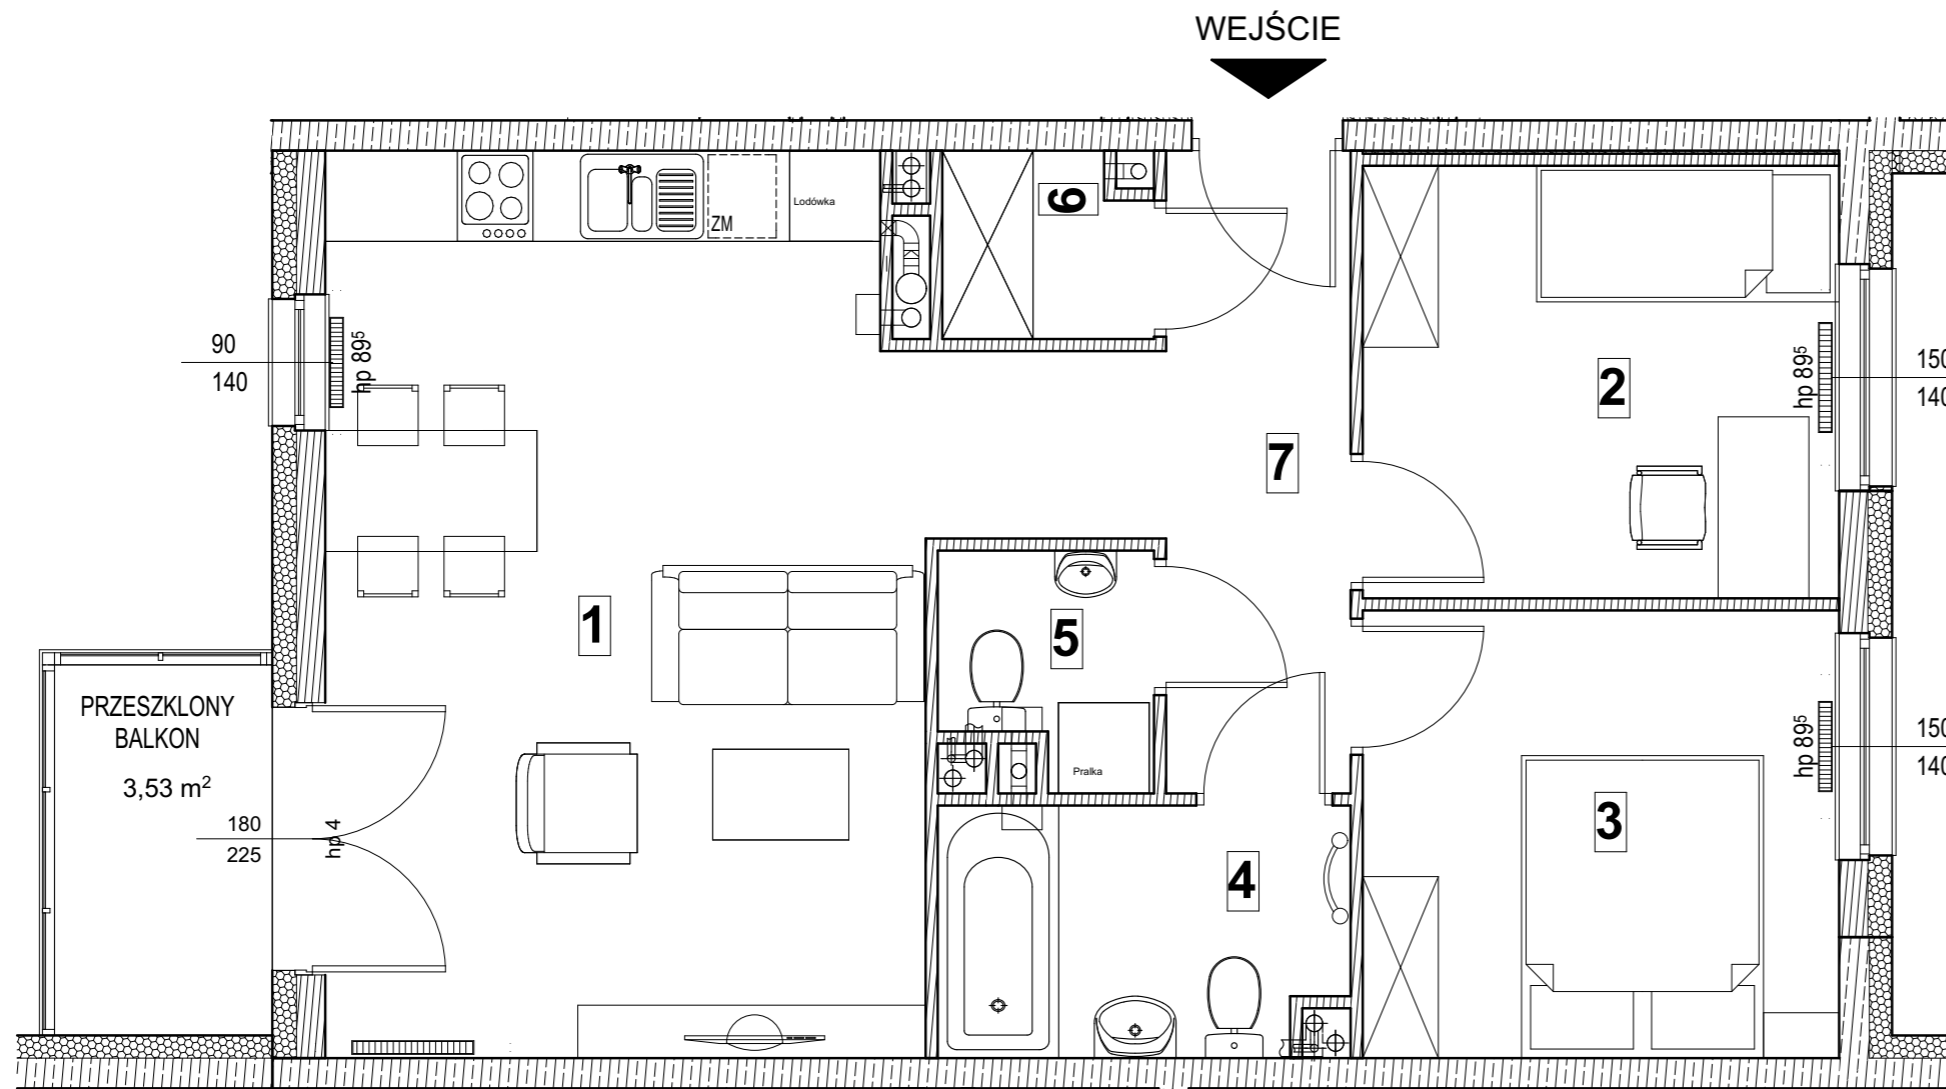 WEJŚCIE
ZM
Lodówka
6
90
140
hp 89⁵
2
hp 89⁵
150
140
7
1
5
PRZESZKLONY
BALKON
3,53 m²
180
225
hp 4
Pralka
4
3
hp 89⁵
150
140